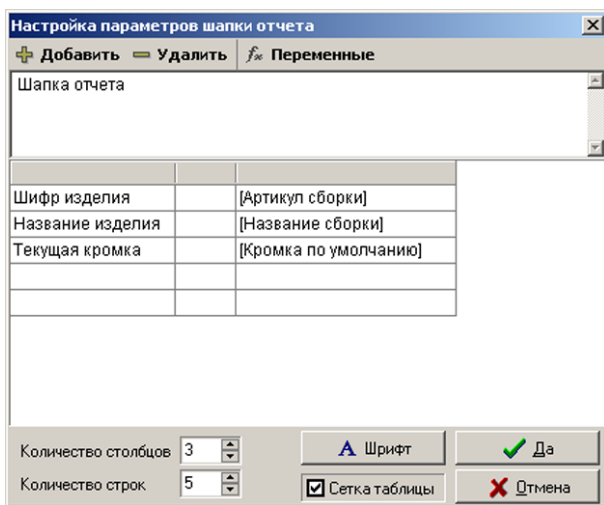 Настройка параметров шапки отчета
Добавить Удалить fx Переменные
Шапка отчета
Шифр изделия [Артикул сборки]
Название изделия [Название сборки]
Текущая кромка [Кромка по умолчанию]
Количество столбцов 3 A Шрифт Да
Количество строк 5 Сетка таблицы Отмена